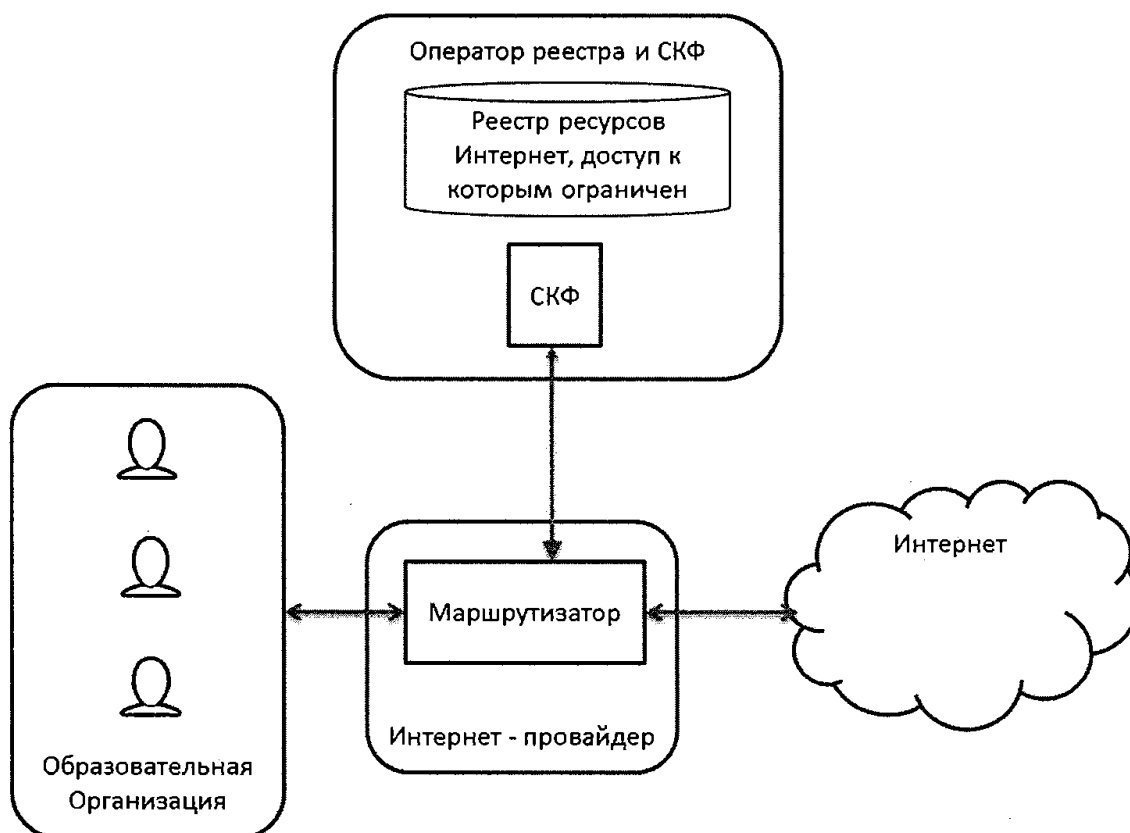 Оператор реестра и СКФ
Реестр ресурсов
Интернет, доступ к
которым ограничен
СКФ
Интернет
Маршрутизатор
Интернет - провайдер
Образовательная
Организация